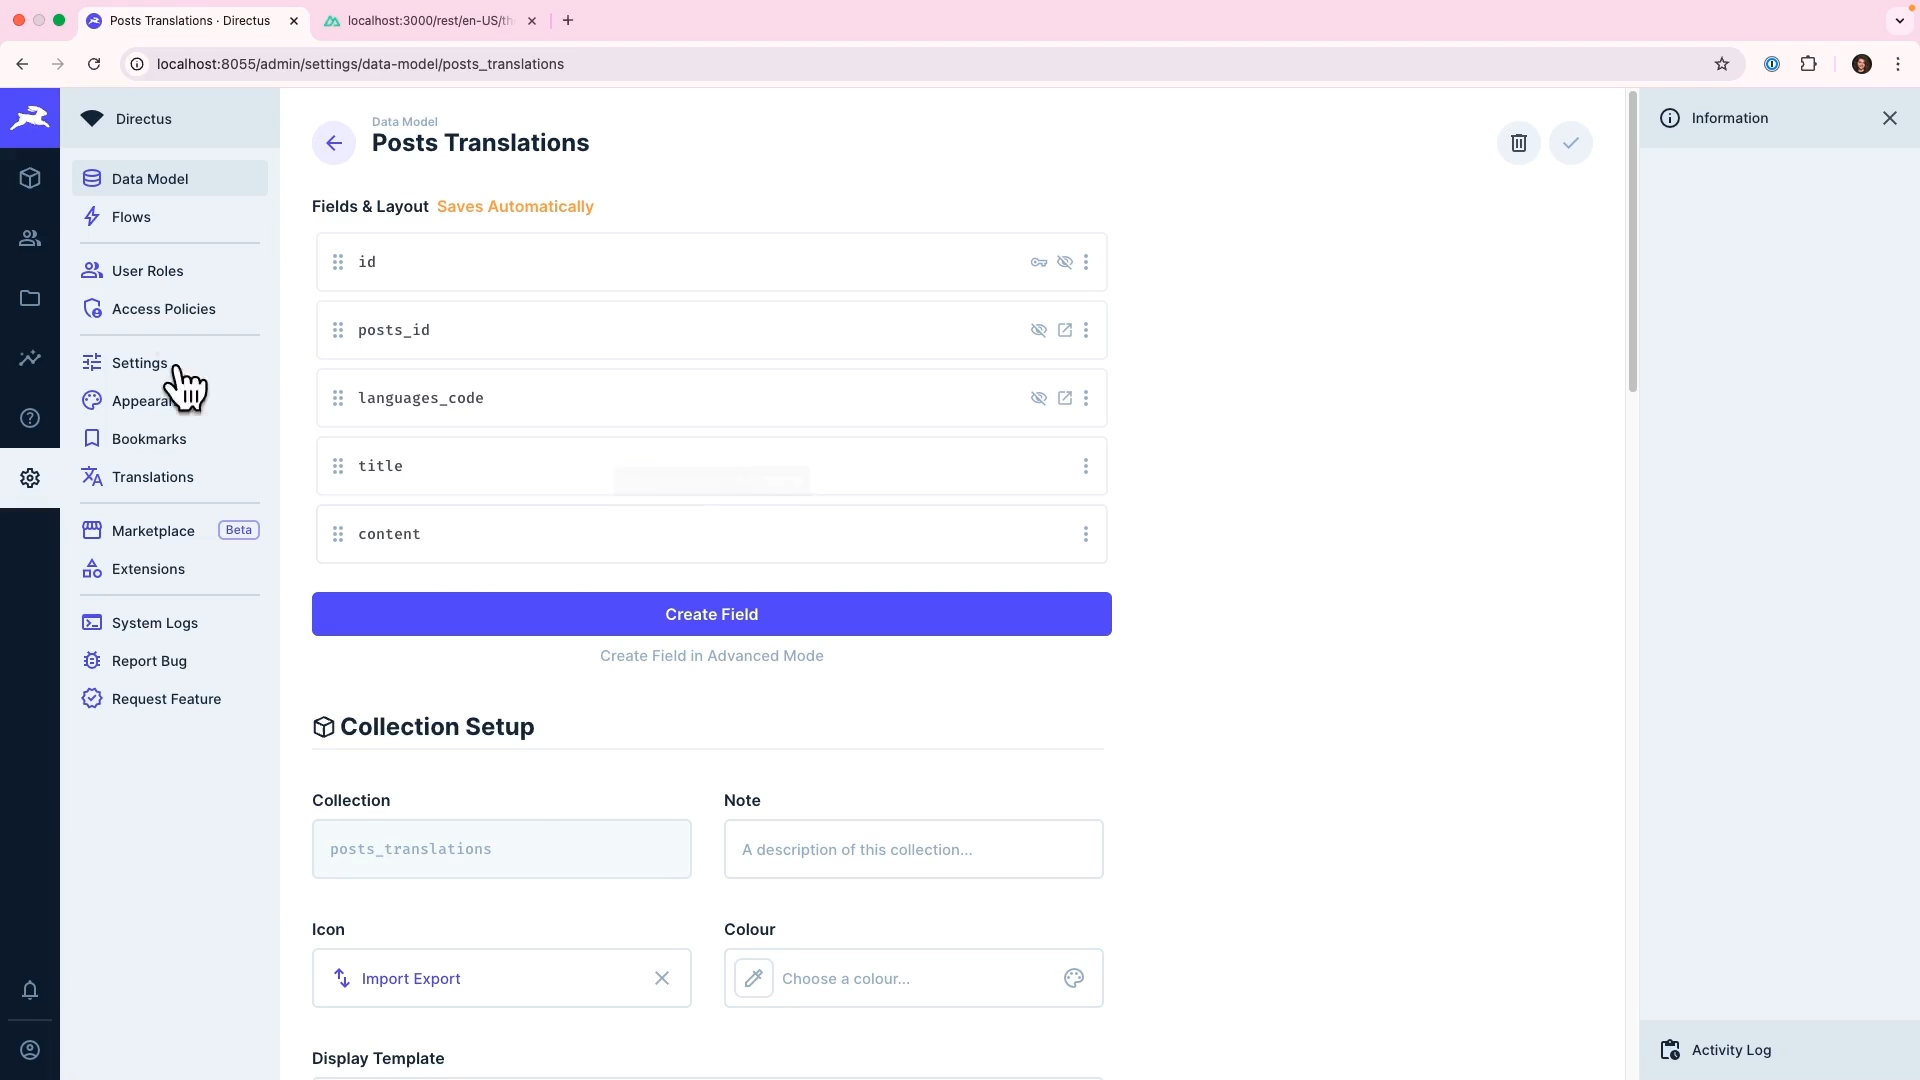 Posts Translations · Directus
localhost:3000/rest/en-US/th
localhost:8055/admin/settings/data-model/posts_translations
Directus
Data Model
Flows
User Roles
Access Policies
Settings
Bookmarks
Translations
Marketplace Beta
Extensions
System Logs
Report Bug
Request Feature
Data Model
Posts Translations
Fields & Layout Saves Automatically
id
posts_id
languages_code
title
content
Create Field
Create Field in Advanced Mode
Collection Setup
Collection
posts_translations
Note
A description of this collection...
Icon
Import Export
Colour
Choose a colour...
Display Template
Information
Activity Log